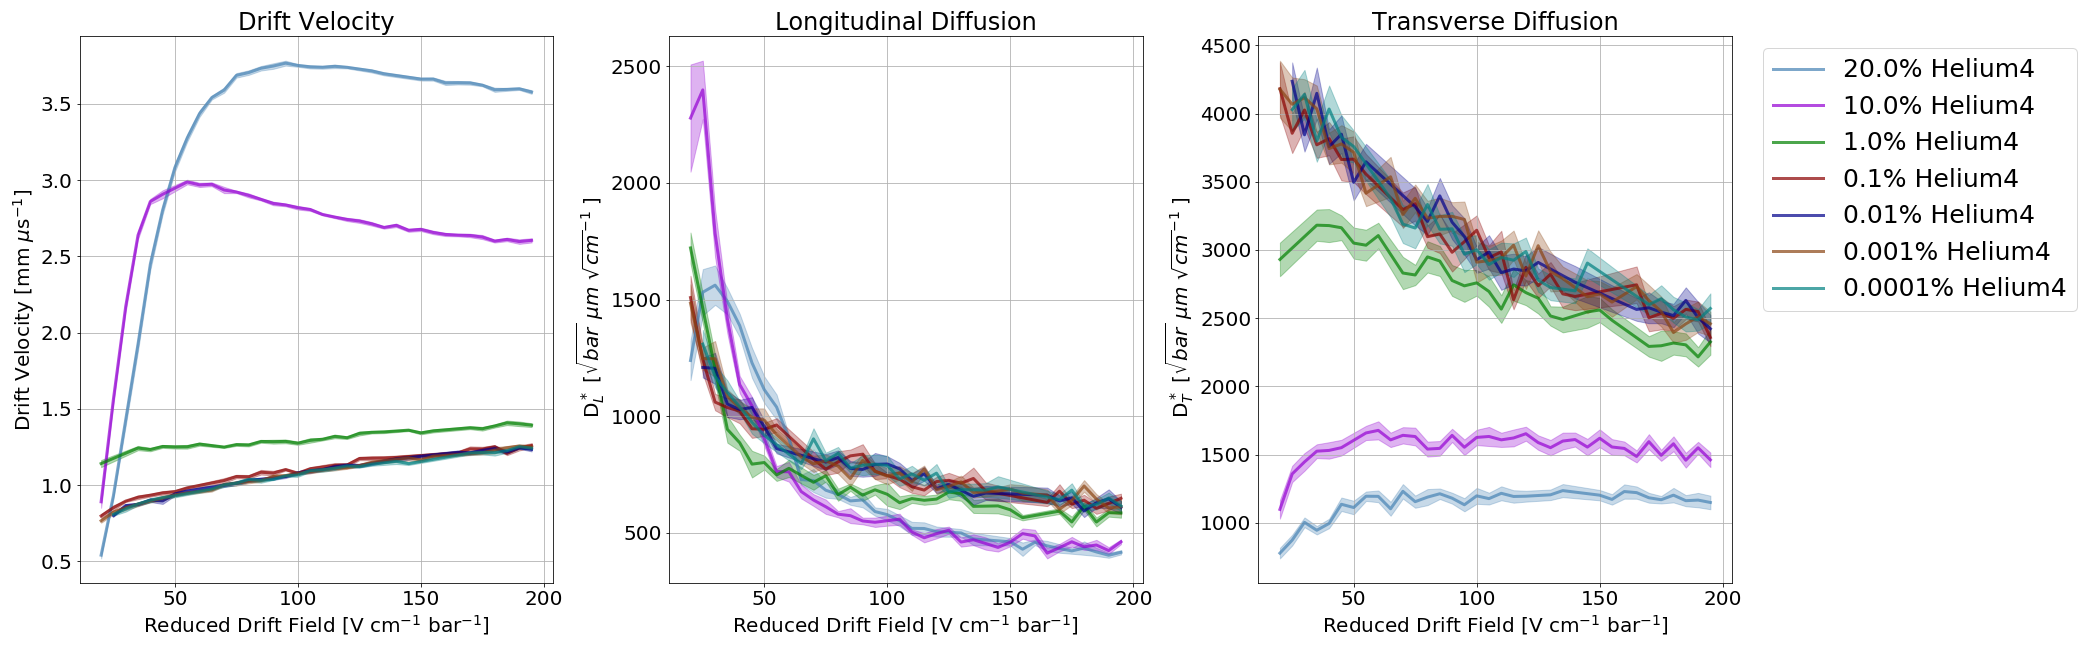 Drift Velocity
Drift Velocity [mm μs⁻¹]
3.5
3.0
2.5
2.0
1.5
1.0
0.5
50 100 150 200
Reduced Drift Field [V cm⁻¹ bar⁻¹]
Longitudinal Diffusion
D_L^* [√bar μm √cm⁻¹ ]
2500
2000
1500
1000
500
50 100 150 200
Reduced Drift Field [V cm⁻¹ bar⁻¹]
Transverse Diffusion
D_T^* [√bar μm √cm⁻¹ ]
4500
4000
3500
3000
2500
2000
1500
1000
50 100 150 200
Reduced Drift Field [V cm⁻¹ bar⁻¹]
20.0% Helium4
10.0% Helium4
1.0% Helium4
0.1% Helium4
0.01% Helium4
0.001% Helium4
0.0001% Helium4